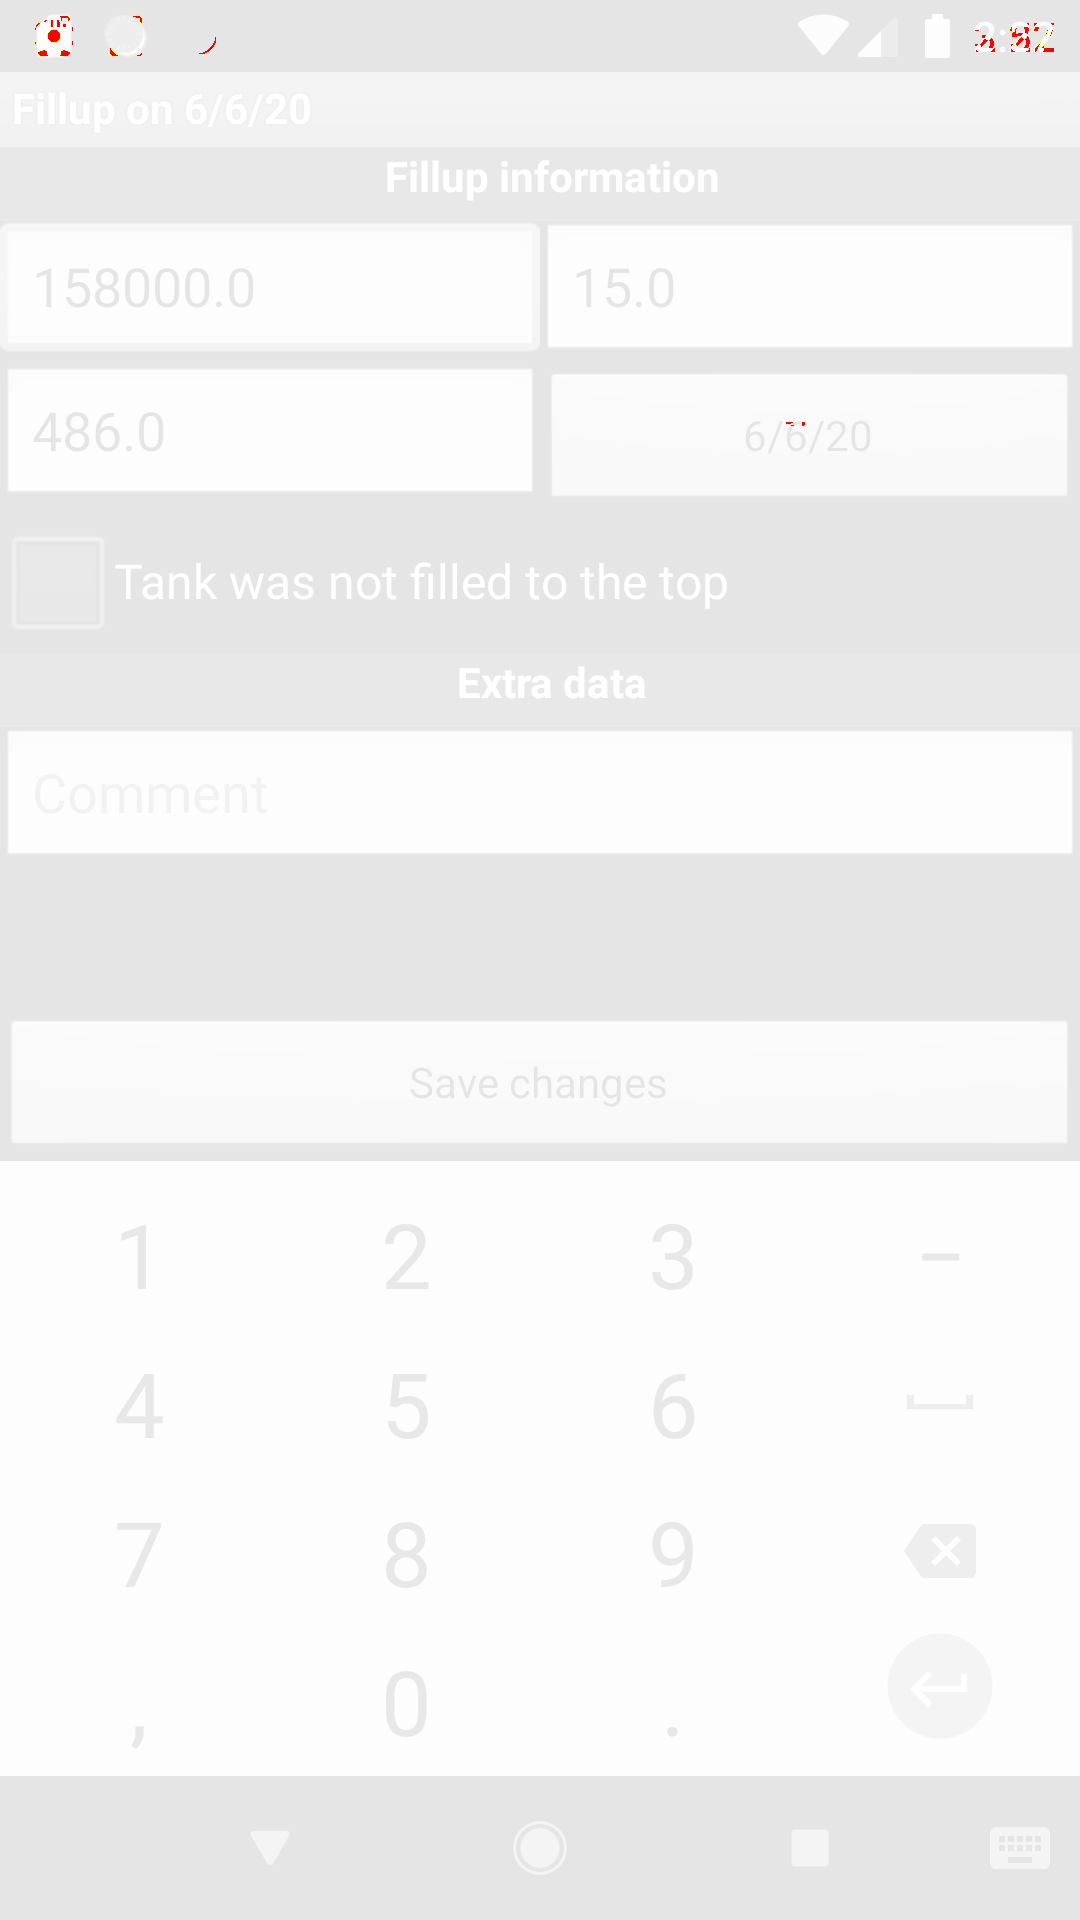 Fillup on 6/6/20
Fillup information
158000.0 15.0
486.0 6/6/20
Tank was not filled to the top
Extra data
Comment
Save changes
1 2 3 –
4 5 6
7 8 9
, 0 .